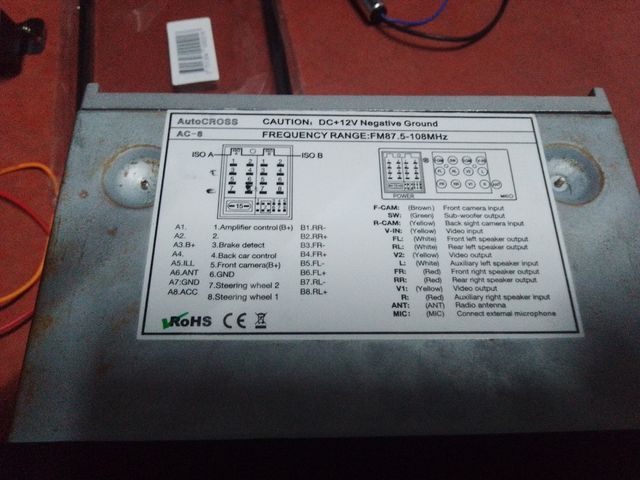 AutoCROSS CAUTION: DC+12V Negative Ground
AC-8 FREQUENCY RANGE:FM87.5-108MHz
ISO A ISO B
15
POWER MIC
A1. 1.Amplifier control(B+) B1.RR-
A2. 2. B2.RR+
A3.B+ 3.Brake detect B3.FR-
A4. 4.Back car control B4.FR+
A5.ILL 5.Front camera(B+) B5.FL-
A6.ANT 6.GND B6.FL+
A7:GND 7.Steering wheel 2 B7.RL-
A8.ACC 8.Steering wheel 1 B8.RL+
F-CAM: (Brown) Front camera input
SW: (Green) Sub-woofer output
R-CAM: (Yellow) Back sight camera input
V-IN: (Yellow) Video input
FL: (White) Front left speaker output
RL: (White) Rear left speaker output
V2: (Yellow) Video output
L: (White) Auxiliary left speaker input
FR: (Red) Front right speaker output
RR: (Red) Rear right speaker output
V1: (Yellow) Video output
R: (Red) Auxiliary right speaker input
ANT: (ANT) Radio antenna
MIC: (MIC) Connect external microphone
RoHS CE